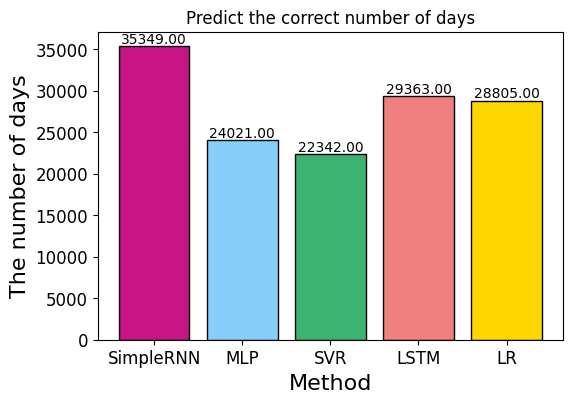 Predict the correct number of days
The number of days
35000
30000
25000
20000
15000
10000
5000
0
35349.00
24021.00
22342.00
29363.00
28805.00
SimpleRNN
MLP
SVR
LSTM
LR
Method